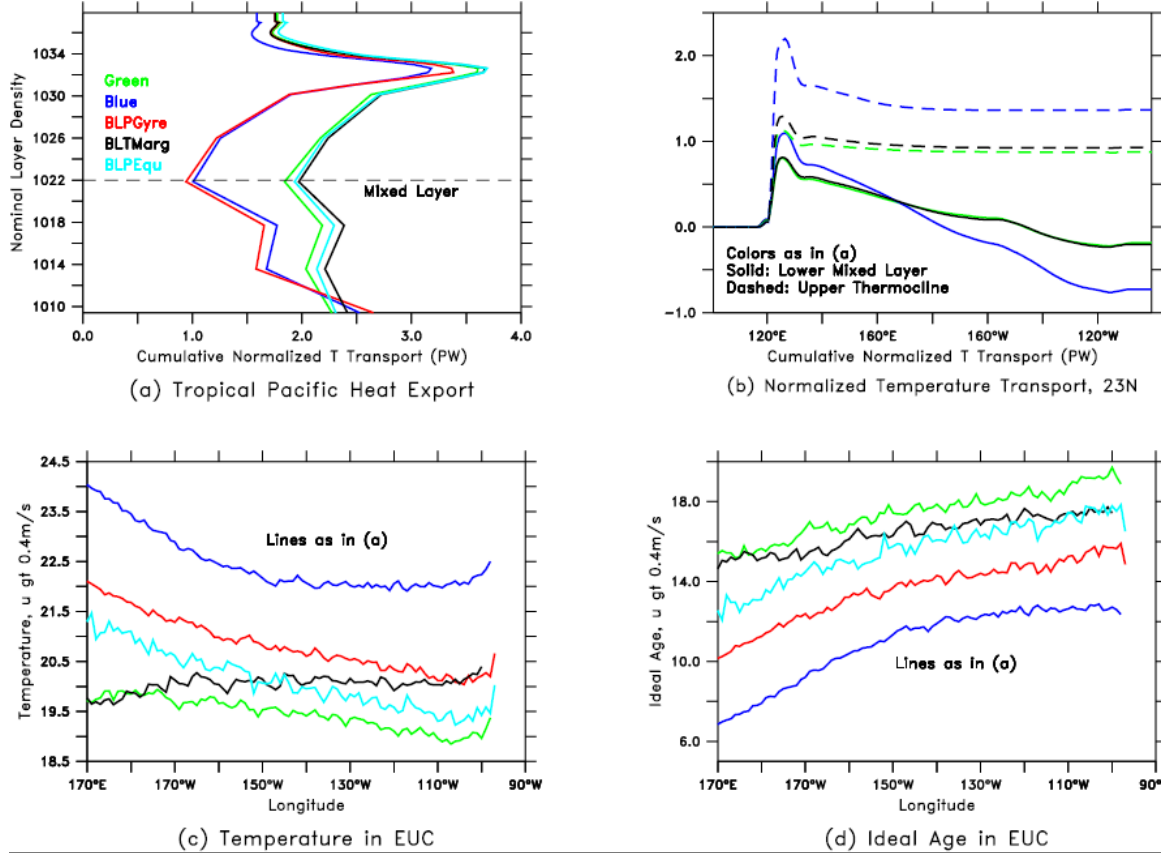 1034
1030
1026
1022
1018
1014
1010
Nominal Layer Density
Green
Blue
BLPGyre
BLTMarg
BLPEqu
Mixed Layer
0.0 1.0 2.0 3.0 4.0
Cumulative Normalized T Transport (PW)
(a) Tropical Pacific Heat Export
2.0
1.0
0.0
-1.0
Colors as in (a)
Solid: Lower Mixed Layer
Dashed: Upper Thermocline
120°E 160°E 160°W 120°W
Cumulative Normalized T Transport (PW)
(b) Normalized Temperature Transport, 23N
24.5
23.5
22.5
21.5
20.5
19.5
18.5
Temperature, u gt 0.4m/s
Lines as in (a)
170°E 170°W 150°W 130°W 110°W 90°W
Longitude
(c) Temperature in EUC
18.0
14.0
10.0
6.0
Ideal Age, u gt 0.4m/s
Lines as in (a)
170°E 170°W 150°W 130°W 110°W 90°W
Longitude
(d) Ideal Age in EUC